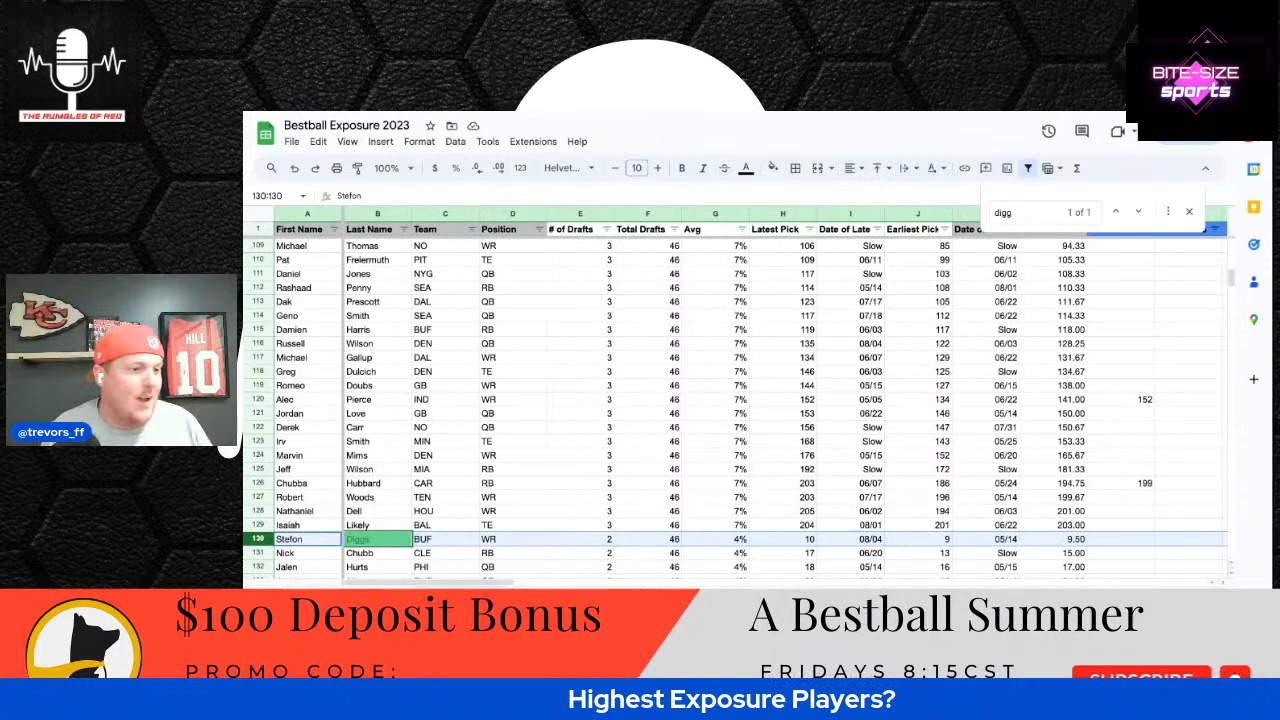 THE RUMBLES OF RED
BITE-SIZE
sports
Bestball Exposure 2023
File Edit View Insert Format Data Tools Extensions Help
100% $ % .0 .00 123 Helvet... 10
130:130 fx Stefon
digg 1 of 1
A B C D E F G H I J
1 First Name Last Name Team Position # of Drafts Total Drafts Avg Latest Pick Date of Late Earliest Pick Date o
109 Michael Thomas NO WR 3 46 7% 106 Slow 85 Slow 94.33
110 Pat Freiermuth PIT TE 3 46 7% 109 06/11 99 06/11 105.33
111 Daniel Jones NYG QB 3 46 7% 117 Slow 103 06/02 108.33
112 Rashaad Penny SEA RB 3 46 7% 114 05/14 108 08/01 110.33
113 Dak Prescott DAL QB 3 46 7% 123 07/17 105 06/22 111.67
114 Geno Smith SEA QB 3 46 7% 117 07/18 112 06/22 114.33
115 Damien Harris BUF RB 3 46 7% 119 06/03 117 Slow 118.00
116 Russell Wilson DEN QB 3 46 7% 135 08/04 122 06/03 128.25
117 Michael Gallup DAL WR 3 46 7% 134 06/07 129 06/22 131.67
118 Greg Dulcich DEN TE 3 46 7% 146 06/03 125 Slow 134.67
119 Romeo Doubs GB WR 3 46 7% 144 05/15 127 06/15 138.00
120 Alec Pierce IND WR 3 46 7% 152 05/05 134 06/22 141.00 152
121 Jordan Love GB QB 3 46 7% 153 06/22 146 05/14 150.00
122 Derek Carr NO QB 3 46 7% 156 Slow 147 07/31 150.67
123 Irv Smith MIN TE 3 46 7% 168 Slow 143 05/25 153.33
124 Marvin Mims DEN WR 3 46 7% 176 05/15 152 06/20 165.67
125 Jeff Wilson MIA RB 3 46 7% 192 Slow 172 Slow 181.33
126 Chubba Hubbard CAR RB 3 46 7% 203 06/07 186 05/24 194.75 199
127 Robert Woods TEN WR 3 46 7% 203 07/17 196 05/14 199.67
128 Nathaniel Dell HOU WR 3 46 7% 205 06/02 194 06/03 201.00
129 Isaiah Likely BAL TE 3 46 7% 204 08/01 201 06/22 203.00
130 Stefon Diggs BUF WR 2 46 4% 10 08/04 9 05/14 9.50
131 Nick Chubb CLE RB 2 46 4% 17 06/20 13 Slow 15.00
132 Jalen Hurts PHI QB 2 46 4% 18 05/14 16 05/15 17.00
KC
HILL
10
@trevors_ff
$100 Deposit Bonus
PROMO CODE:
A Bestball Summer
FRIDAYS 8:15CST
SUBSCRIBE
Highest Exposure Players?